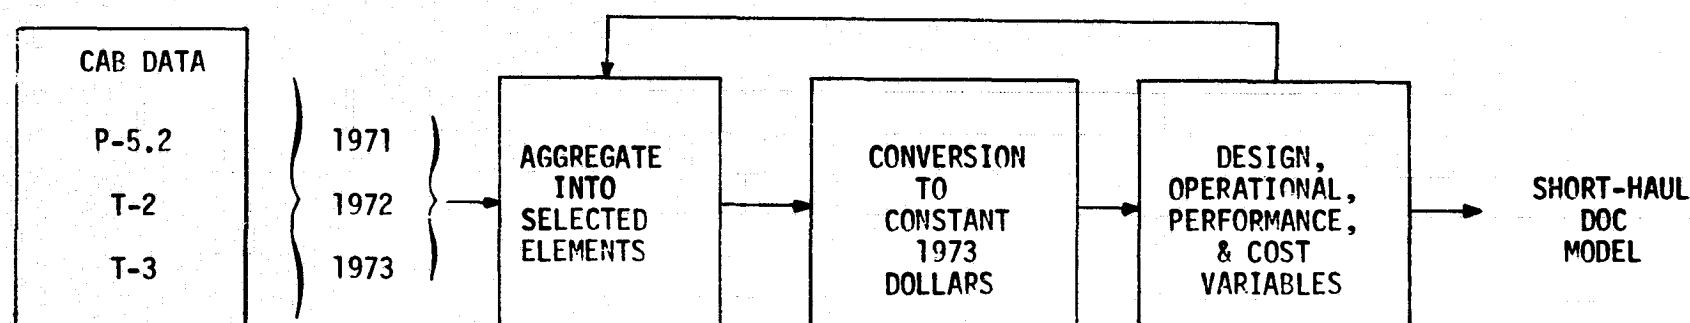 CAB DATA
P-5.2
T-2
T-3
1971
1972
1973
AGGREGATE
INTO
SELECTED
ELEMENTS
CONVERSION
TO
CONSTANT
1973
DOLLARS
DESIGN,
OPERATIONAL,
PERFORMANCE,
& COST
VARIABLES
SHORT-HAUL
DOC
MODEL